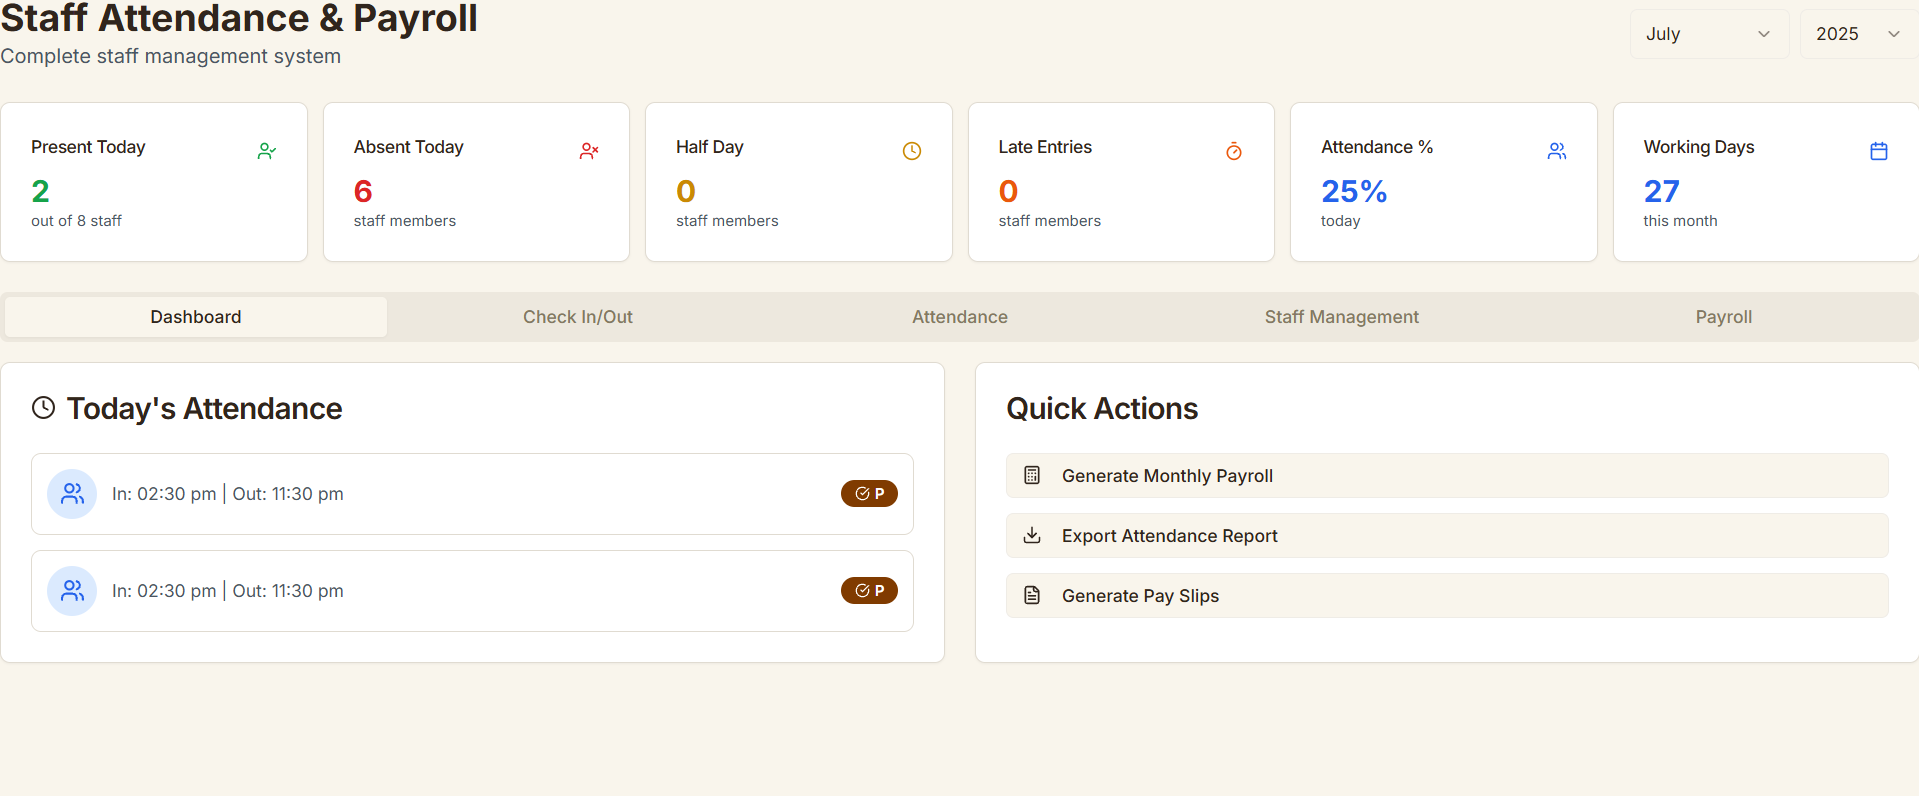 Staff Attendance & Payroll
Complete staff management system
July
2025
Present Today
2
out of 8 staff
Absent Today
6
staff members
Half Day
0
staff members
Late Entries
0
staff members
Attendance %
25%
today
Working Days
27
this month
Dashboard
Check In/Out
Attendance
Staff Management
Payroll
Today's Attendance
In: 02:30 pm | Out: 11:30 pm
P
In: 02:30 pm | Out: 11:30 pm
P
Quick Actions
Generate Monthly Payroll
Export Attendance Report
Generate Pay Slips